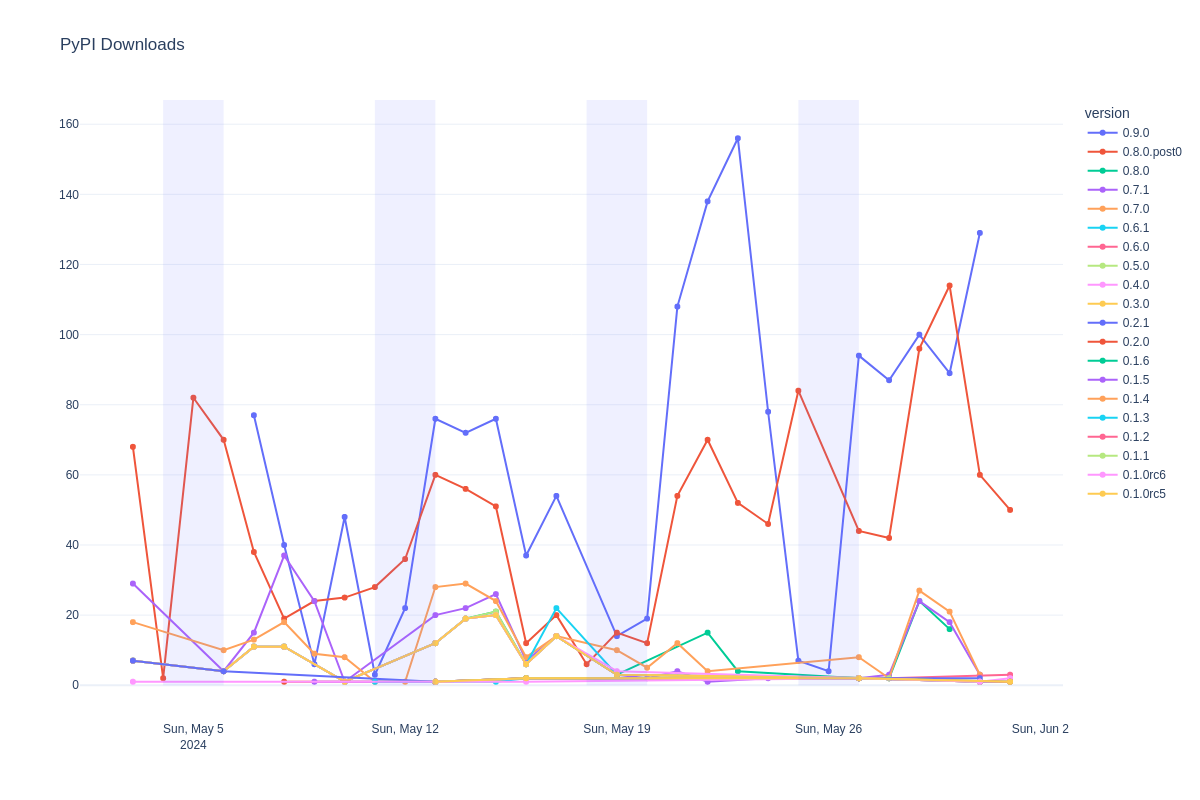 PyPI Downloads
160
140
120
100
80
60
40
20
0
Sun, May 5
2024
Sun, May 12
Sun, May 19
Sun, May 26
Sun, Jun 2
version
0.9.0
0.8.0.post0
0.8.0
0.7.1
0.7.0
0.6.1
0.6.0
0.5.0
0.4.0
0.3.0
0.2.1
0.2.0
0.1.6
0.1.5
0.1.4
0.1.3
0.1.2
0.1.1
0.1.0rc6
0.1.0rc5